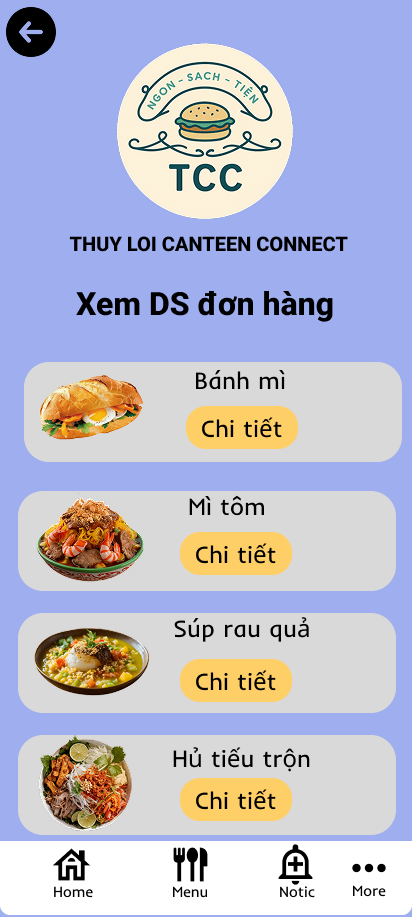 NGON - SACH - TIỆN
TCC
THUY LOI CANTEEN CONNECT
Xem DS đơn hàng
Bánh mì
Chi tiết
Mì tôm
Chi tiết
Súp rau quả
Chi tiết
Hủ tiếu trộn
Chi tiết
Home
Menu
Notic
More